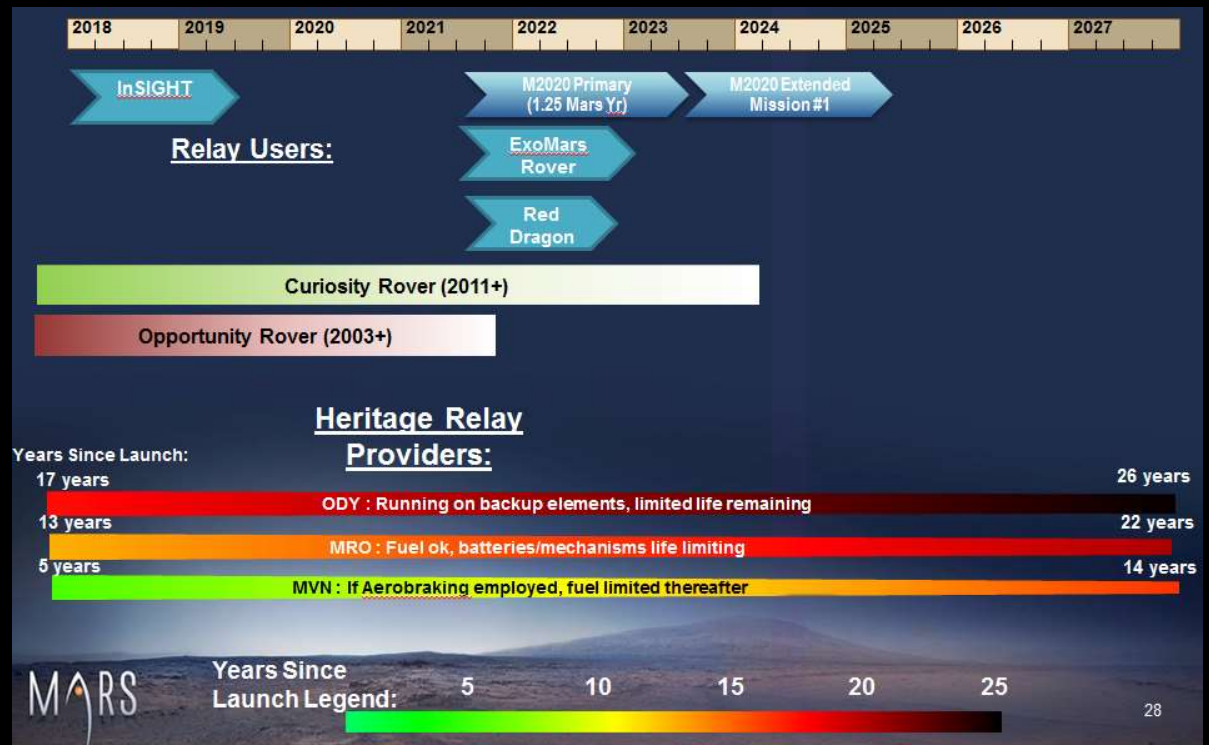 2018 2019 2020 2021 2022 2023 2024 2025 2026 2027
InSIGHT
M2020 Primary
(1.25 Mars Yr)
M2020 Extended
Mission #1
Relay Users:
ExoMars
Rover
Red
Dragon
Curiosity Rover (2011+)
Opportunity Rover (2003+)
Heritage Relay
Providers:
Years Since Launch:
17 years
26 years
ODY : Running on backup elements, limited life remaining
13 years
22 years
MRO : Fuel ok, batteries/mechanisms life limiting
5 years
14 years
MVN : If Aerobraking employed, fuel limited thereafter
MARS
Years Since
Launch Legend:
5 10 15 20 25
28